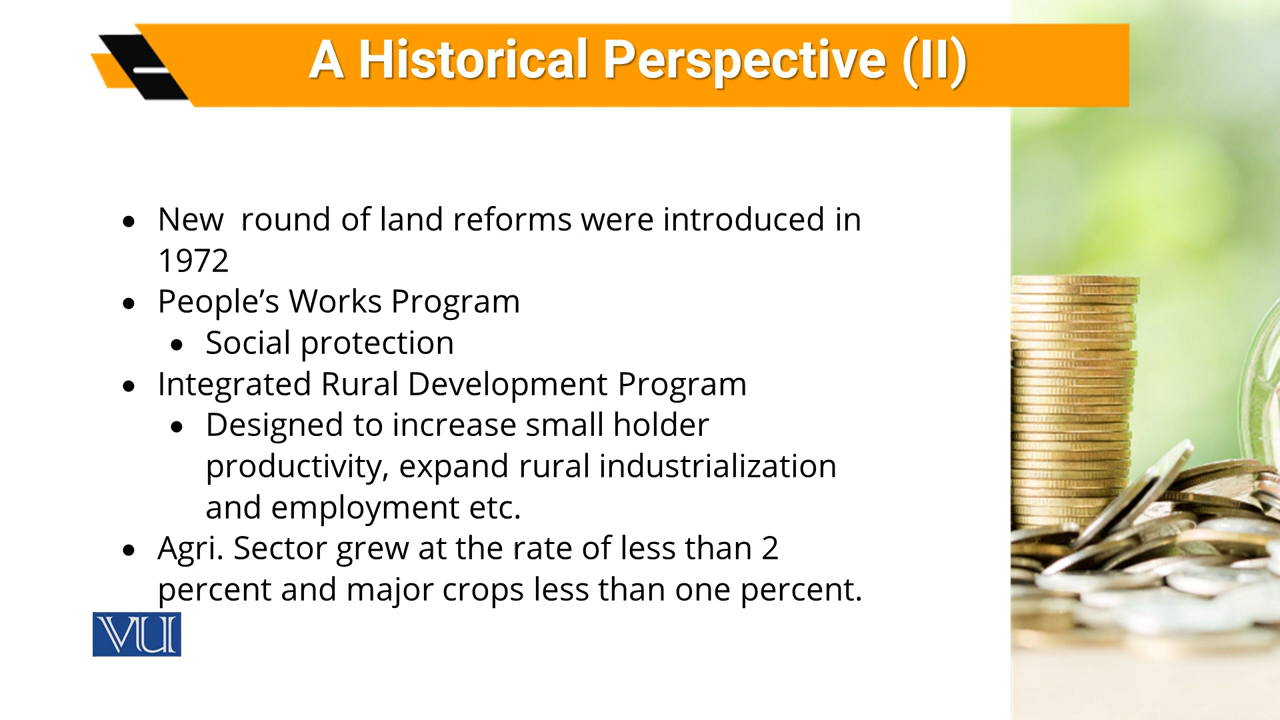 A Historical Perspective (II)
• New  round of land reforms were introduced in
1972
• People’s Works Program
• Social protection
• Integrated Rural Development Program
• Designed to increase small holder
productivity, expand rural industrialization
and employment etc.
• Agri. Sector grew at the rate of less than 2
percent and major crops less than one percent.
VU